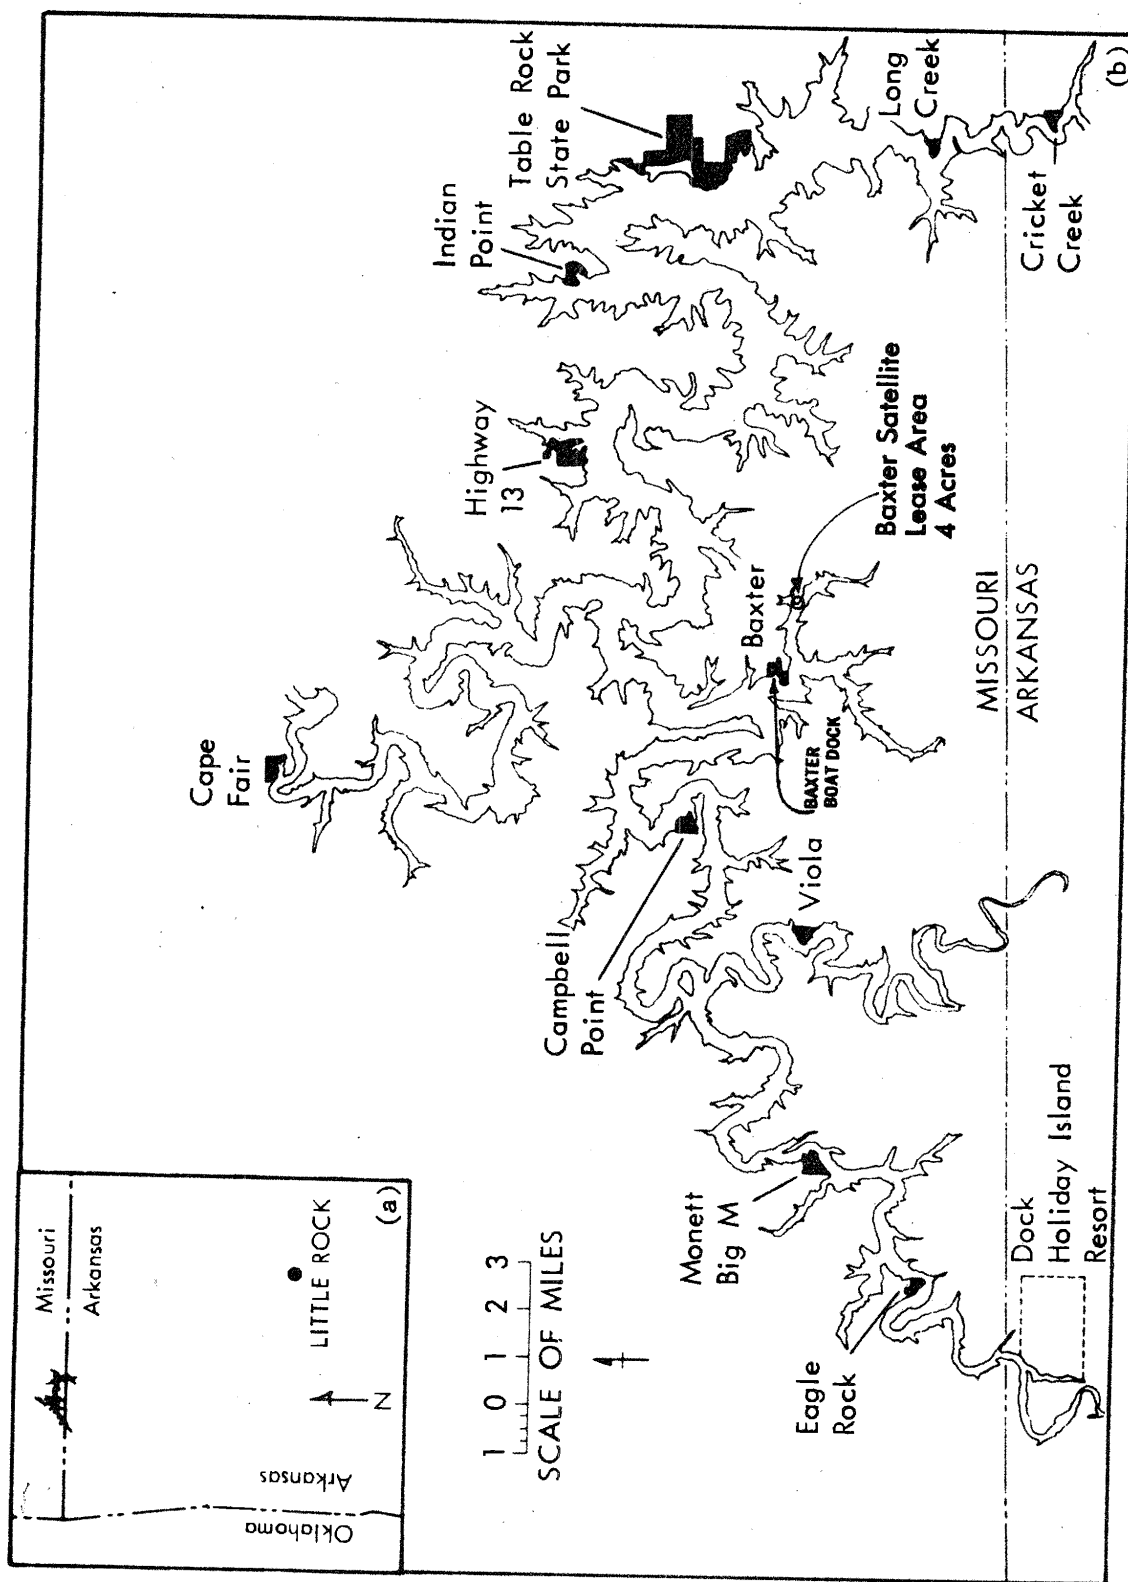 Missouri
Arkansas
Oklahoma
Arkansas
LITTLE ROCK
N
(a)
1 0 1 2 3
SCALE OF MILES
Cape
Fair
Highway
13
Indian
Point
Table Rock
State Park
Campbell
Point
Monett
Big M
Eagle
Rock
Viola
BAXTER
BOAT DOCK
Baxter
Baxter Satellite
Lease Area
4 Acres
Long
Creek
Cricket
Creek
MISSOURI
ARKANSAS
Dock
Holiday Island
Resort
(b)